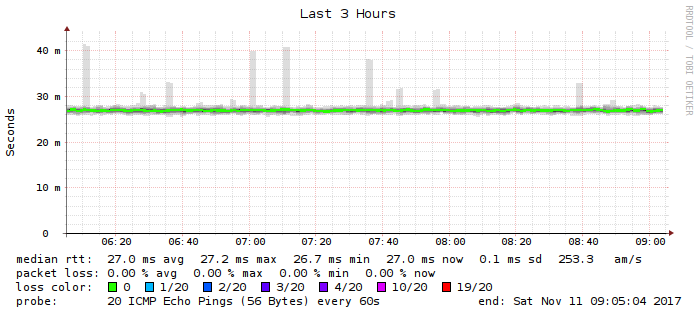 Last 3 Hours
RRDTOOL / TOBI OETIKER
Seconds
40 m
30 m
20 m
10 m
0
06:20 06:40 07:00 07:20 07:40 08:00 08:20 08:40 09:00
median rtt: 27.0 ms avg 27.2 ms max 26.7 ms min 27.0 ms now 0.1 ms sd 253.3 am/s
packet loss: 0.00 % avg 0.00 % max 0.00 % min 0.00 % now
loss color: 0 1/20 2/20 3/20 4/20 10/20 19/20
probe: 20 ICMP Echo Pings (56 Bytes) every 60s end: Sat Nov 11 09:05:04 2017